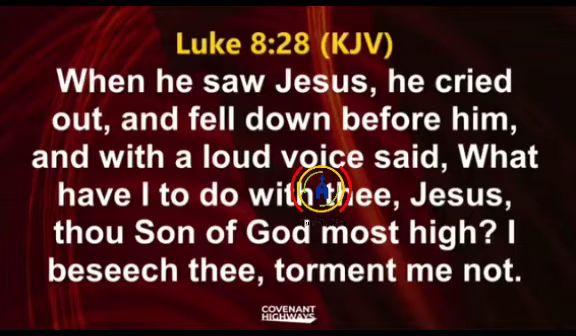 Luke 8:28 (KJV)
When he saw Jesus, he cried
out, and fell down before him,
and with a loud voice said, What
have I to do with thee, Jesus,
thou Son of God most high? I
beseech thee, torment me not.
COVENANT
HIGHWAYS